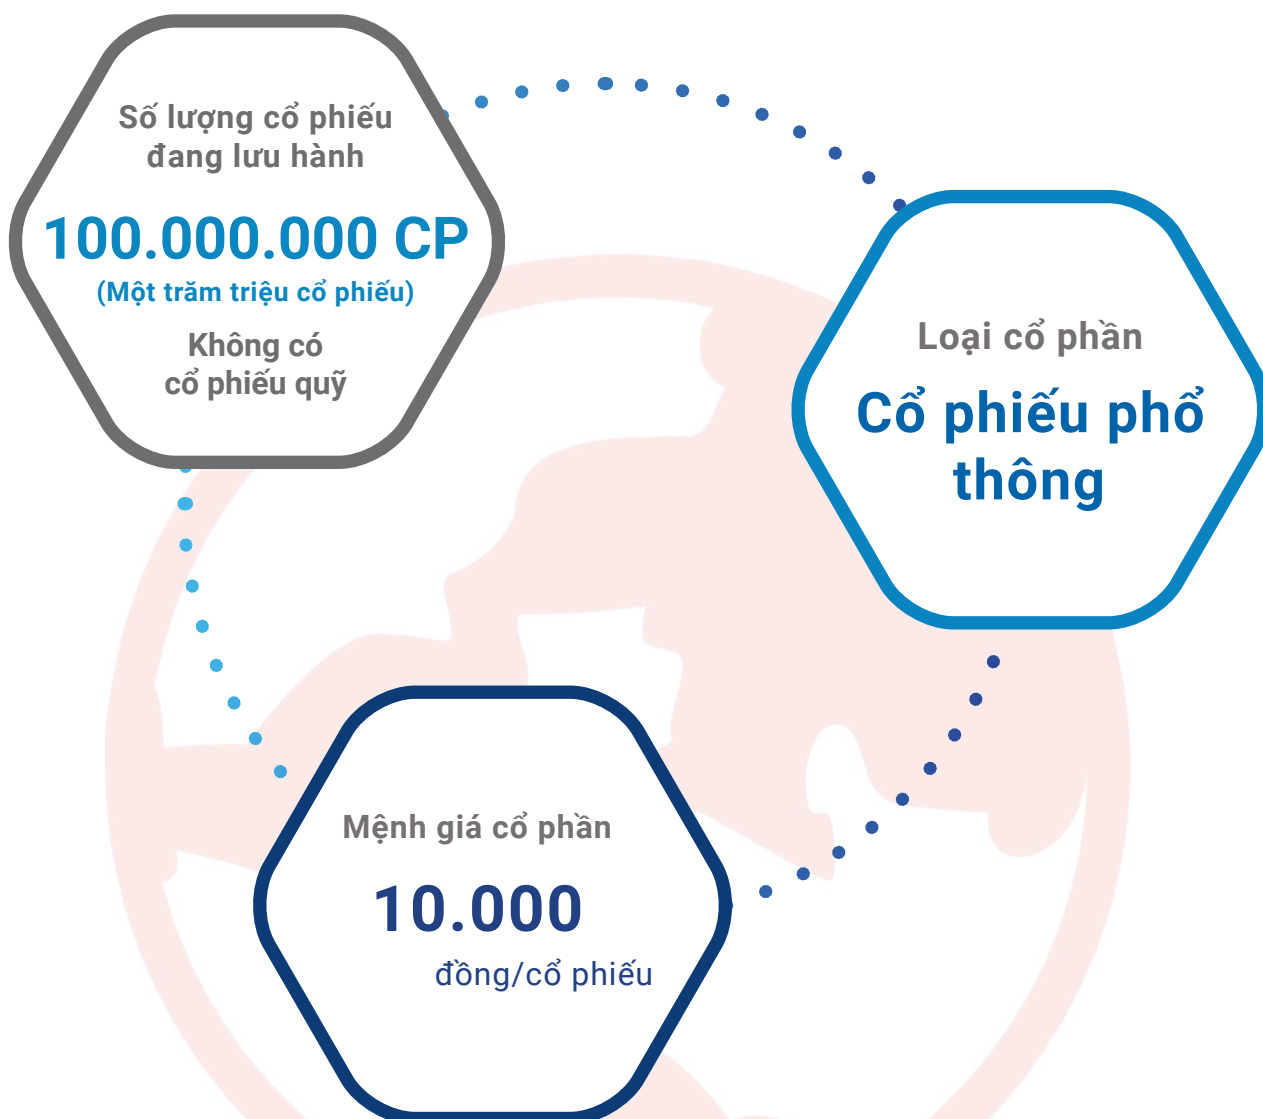 Số lượng cổ phiếu
đang lưu hành
100.000.000 CP
(Một trăm triệu cổ phiếu)
Không có
cổ phiếu quỹ
Loại cổ phần
Cổ phiếu phổ
thông
Mệnh giá cổ phần
10.000
đồng/cổ phiếu